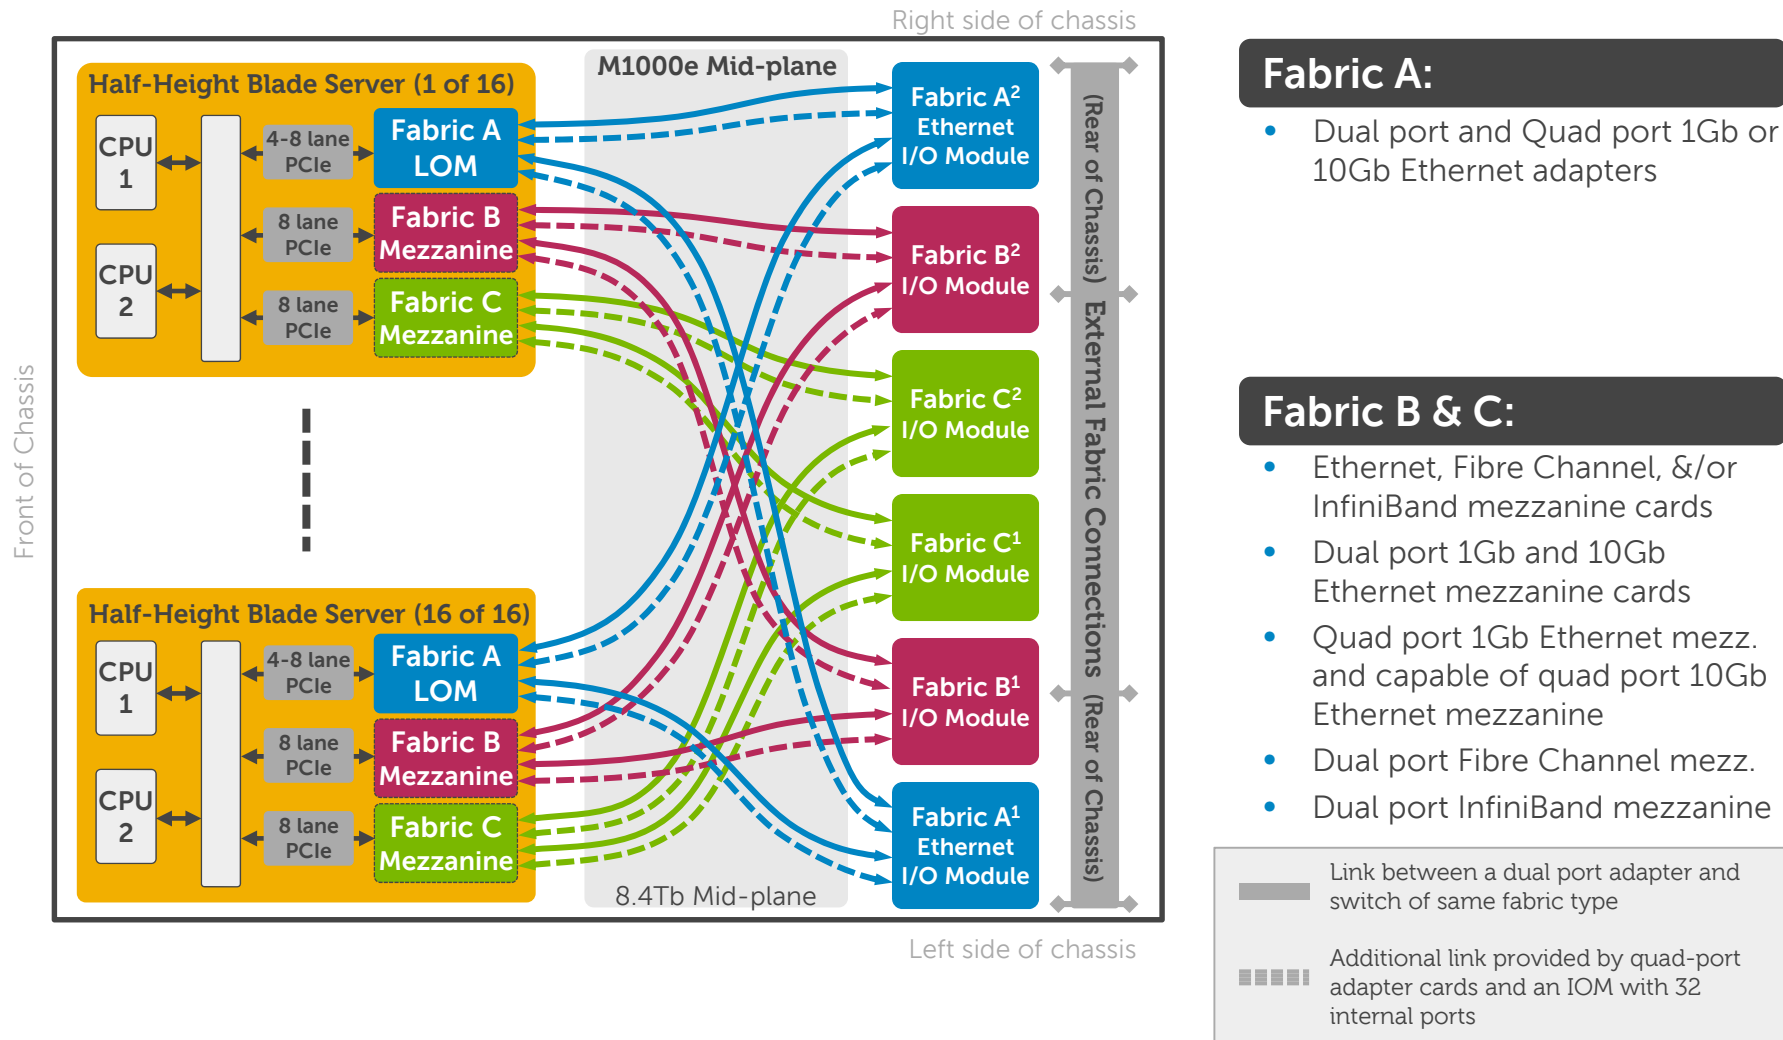 Right side of chassis
Front of Chassis
Half-Height Blade Server (1 of 16)
CPU
1
CPU
2
4-8 lane
PCIe
8 lane
PCIe
8 lane
PCIe
Fabric A
LOM
Fabric B
Mezzanine
Fabric C
Mezzanine
Half-Height Blade Server (16 of 16)
CPU
1
CPU
2
4-8 lane
PCIe
8 lane
PCIe
8 lane
PCIe
Fabric A
LOM
Fabric B
Mezzanine
Fabric C
Mezzanine
M1000e Mid-plane
8.4Tb Mid-plane
Fabric A²
Ethernet
I/O Module
Fabric B²
I/O Module
Fabric C²
I/O Module
Fabric C¹
I/O Module
Fabric B¹
I/O Module
Fabric A¹
Ethernet
I/O Module
(Rear of Chassis) External Fabric Connections (Rear of Chassis)
Left side of chassis
Fabric A:
• Dual port and Quad port 1Gb or
10Gb Ethernet adapters
Fabric B & C:
• Ethernet, Fibre Channel, &/or
InfiniBand mezzanine cards
• Dual port 1Gb and 10Gb
Ethernet mezzanine cards
• Quad port 1Gb Ethernet mezz.
and capable of quad port 10Gb
Ethernet mezzanine
• Dual port Fibre Channel mezz.
• Dual port InfiniBand mezzanine
Link between a dual port adapter and
switch of same fabric type
Additional link provided by quad-port
adapter cards and an IOM with 32
internal ports